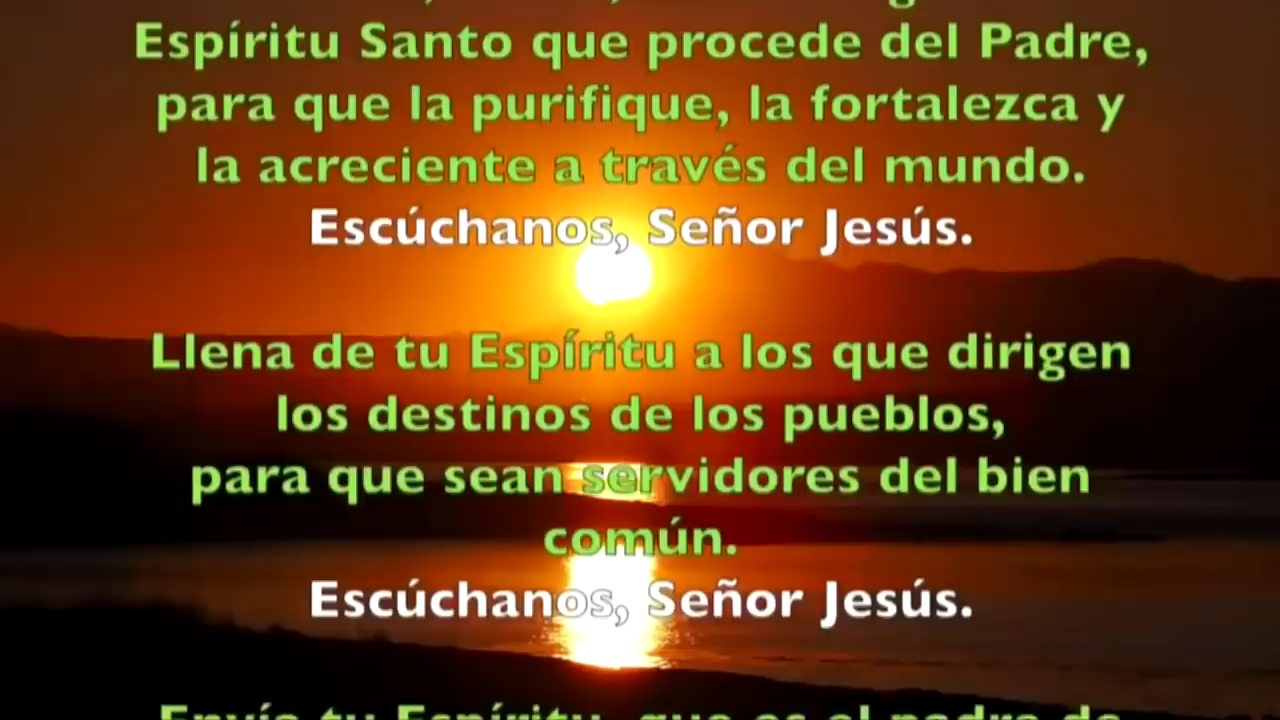 Espíritu Santo que procede del Padre,
para que la purifique, la fortalezca y
la acreciente a través del mundo.
Escúchanos, Señor Jesús.
Llena de tu Espíritu a los que dirigen
los destinos de los pueblos,
para que sean servidores del bien
común.
Escúchanos, Señor Jesús.
Envía tu Espíritu, que es el padre de